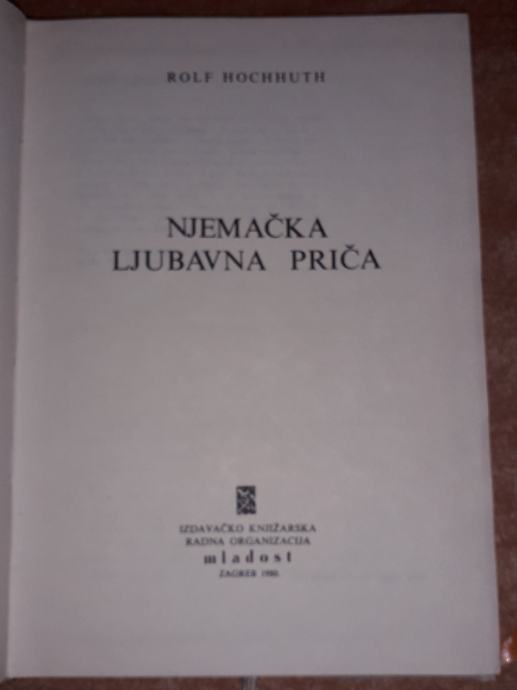 ROLF HOCHHUTH
NJEMAČKA
LJUBAVNA PRIČA
IZDAVAČKO KNJIŽARSKA
RADNA ORGANIZACIJA
mladost
ZAGREB 1980.